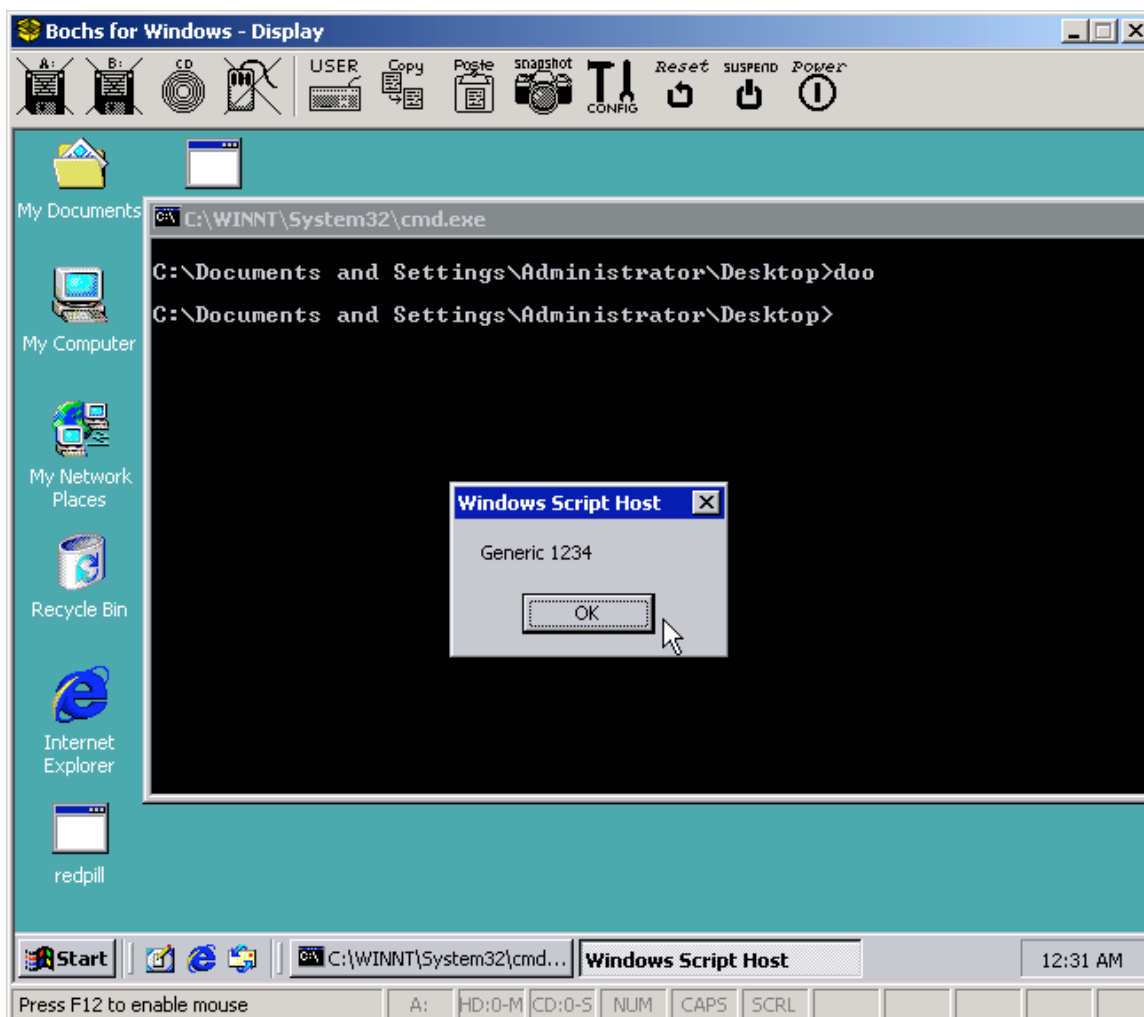 Bochs for Windows - Display
A: B: CD USER Copy Paste snapshot CONFIG Reset SUSPEND Power
My Documents
C:\WINNT\System32\cmd.exe
C:\Documents and Settings\Administrator\Desktop>doo
C:\Documents and Settings\Administrator\Desktop>
My Computer
My Network
Places
Windows Script Host
Generic 1234
OK
Recycle Bin
Internet
Explorer
redpill
Start C:\WINNT\System32\cmd... Windows Script Host 12:31 AM
Press F12 to enable mouse A: HD:0-M CD:0-S NUM CAPS SCRL